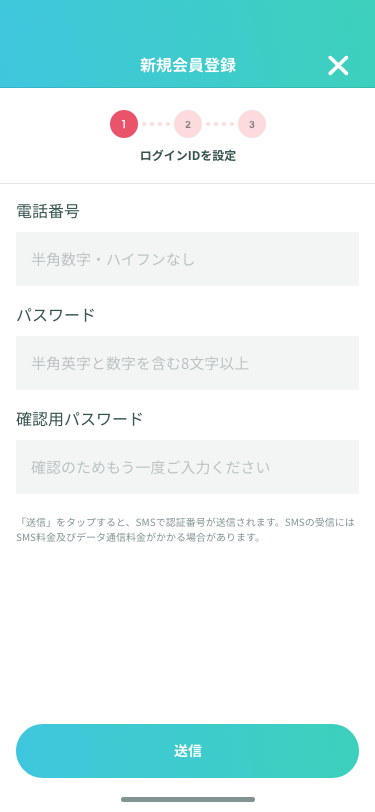 新規会員登録
1 2 3
ログインIDを設定
電話番号
半角数字・ハイフンなし
パスワード
半角英字と数字を含む8文字以上
確認用パスワード
確認のためもう一度ご入力ください
「送信」をタップすると、SMSで認証番号が送信されます。SMSの受信には
SMS料金及びデータ通信料金がかかる場合があります。
送信